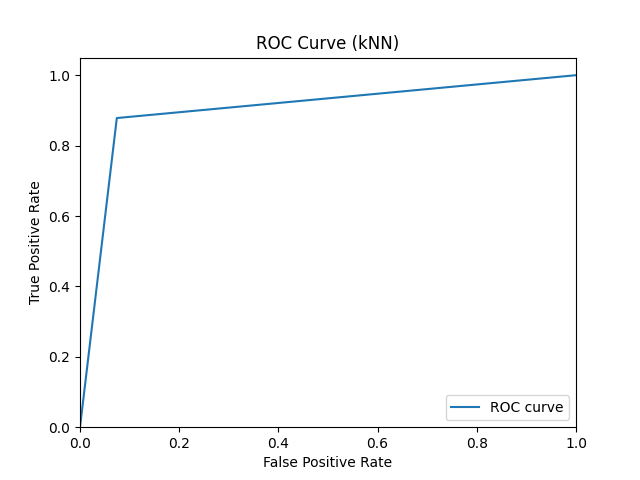 ROC Curve (kNN)
1.0
0.8
0.6
0.4
0.2
0.0
True Positive Rate
ROC curve
0.0 0.2 0.4 0.6 0.8 1.0
False Positive Rate